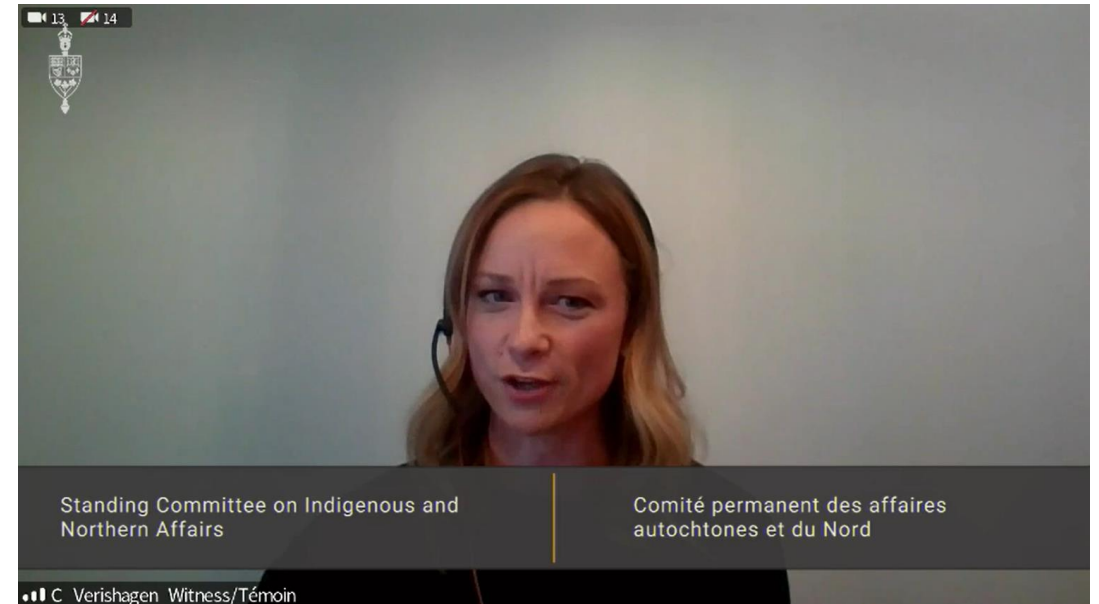 13 14
Standing Committee on Indigenous and
Northern Affairs
Comité permanent des affaires
autochtones et du Nord
C Verishagen Witness/Témoin